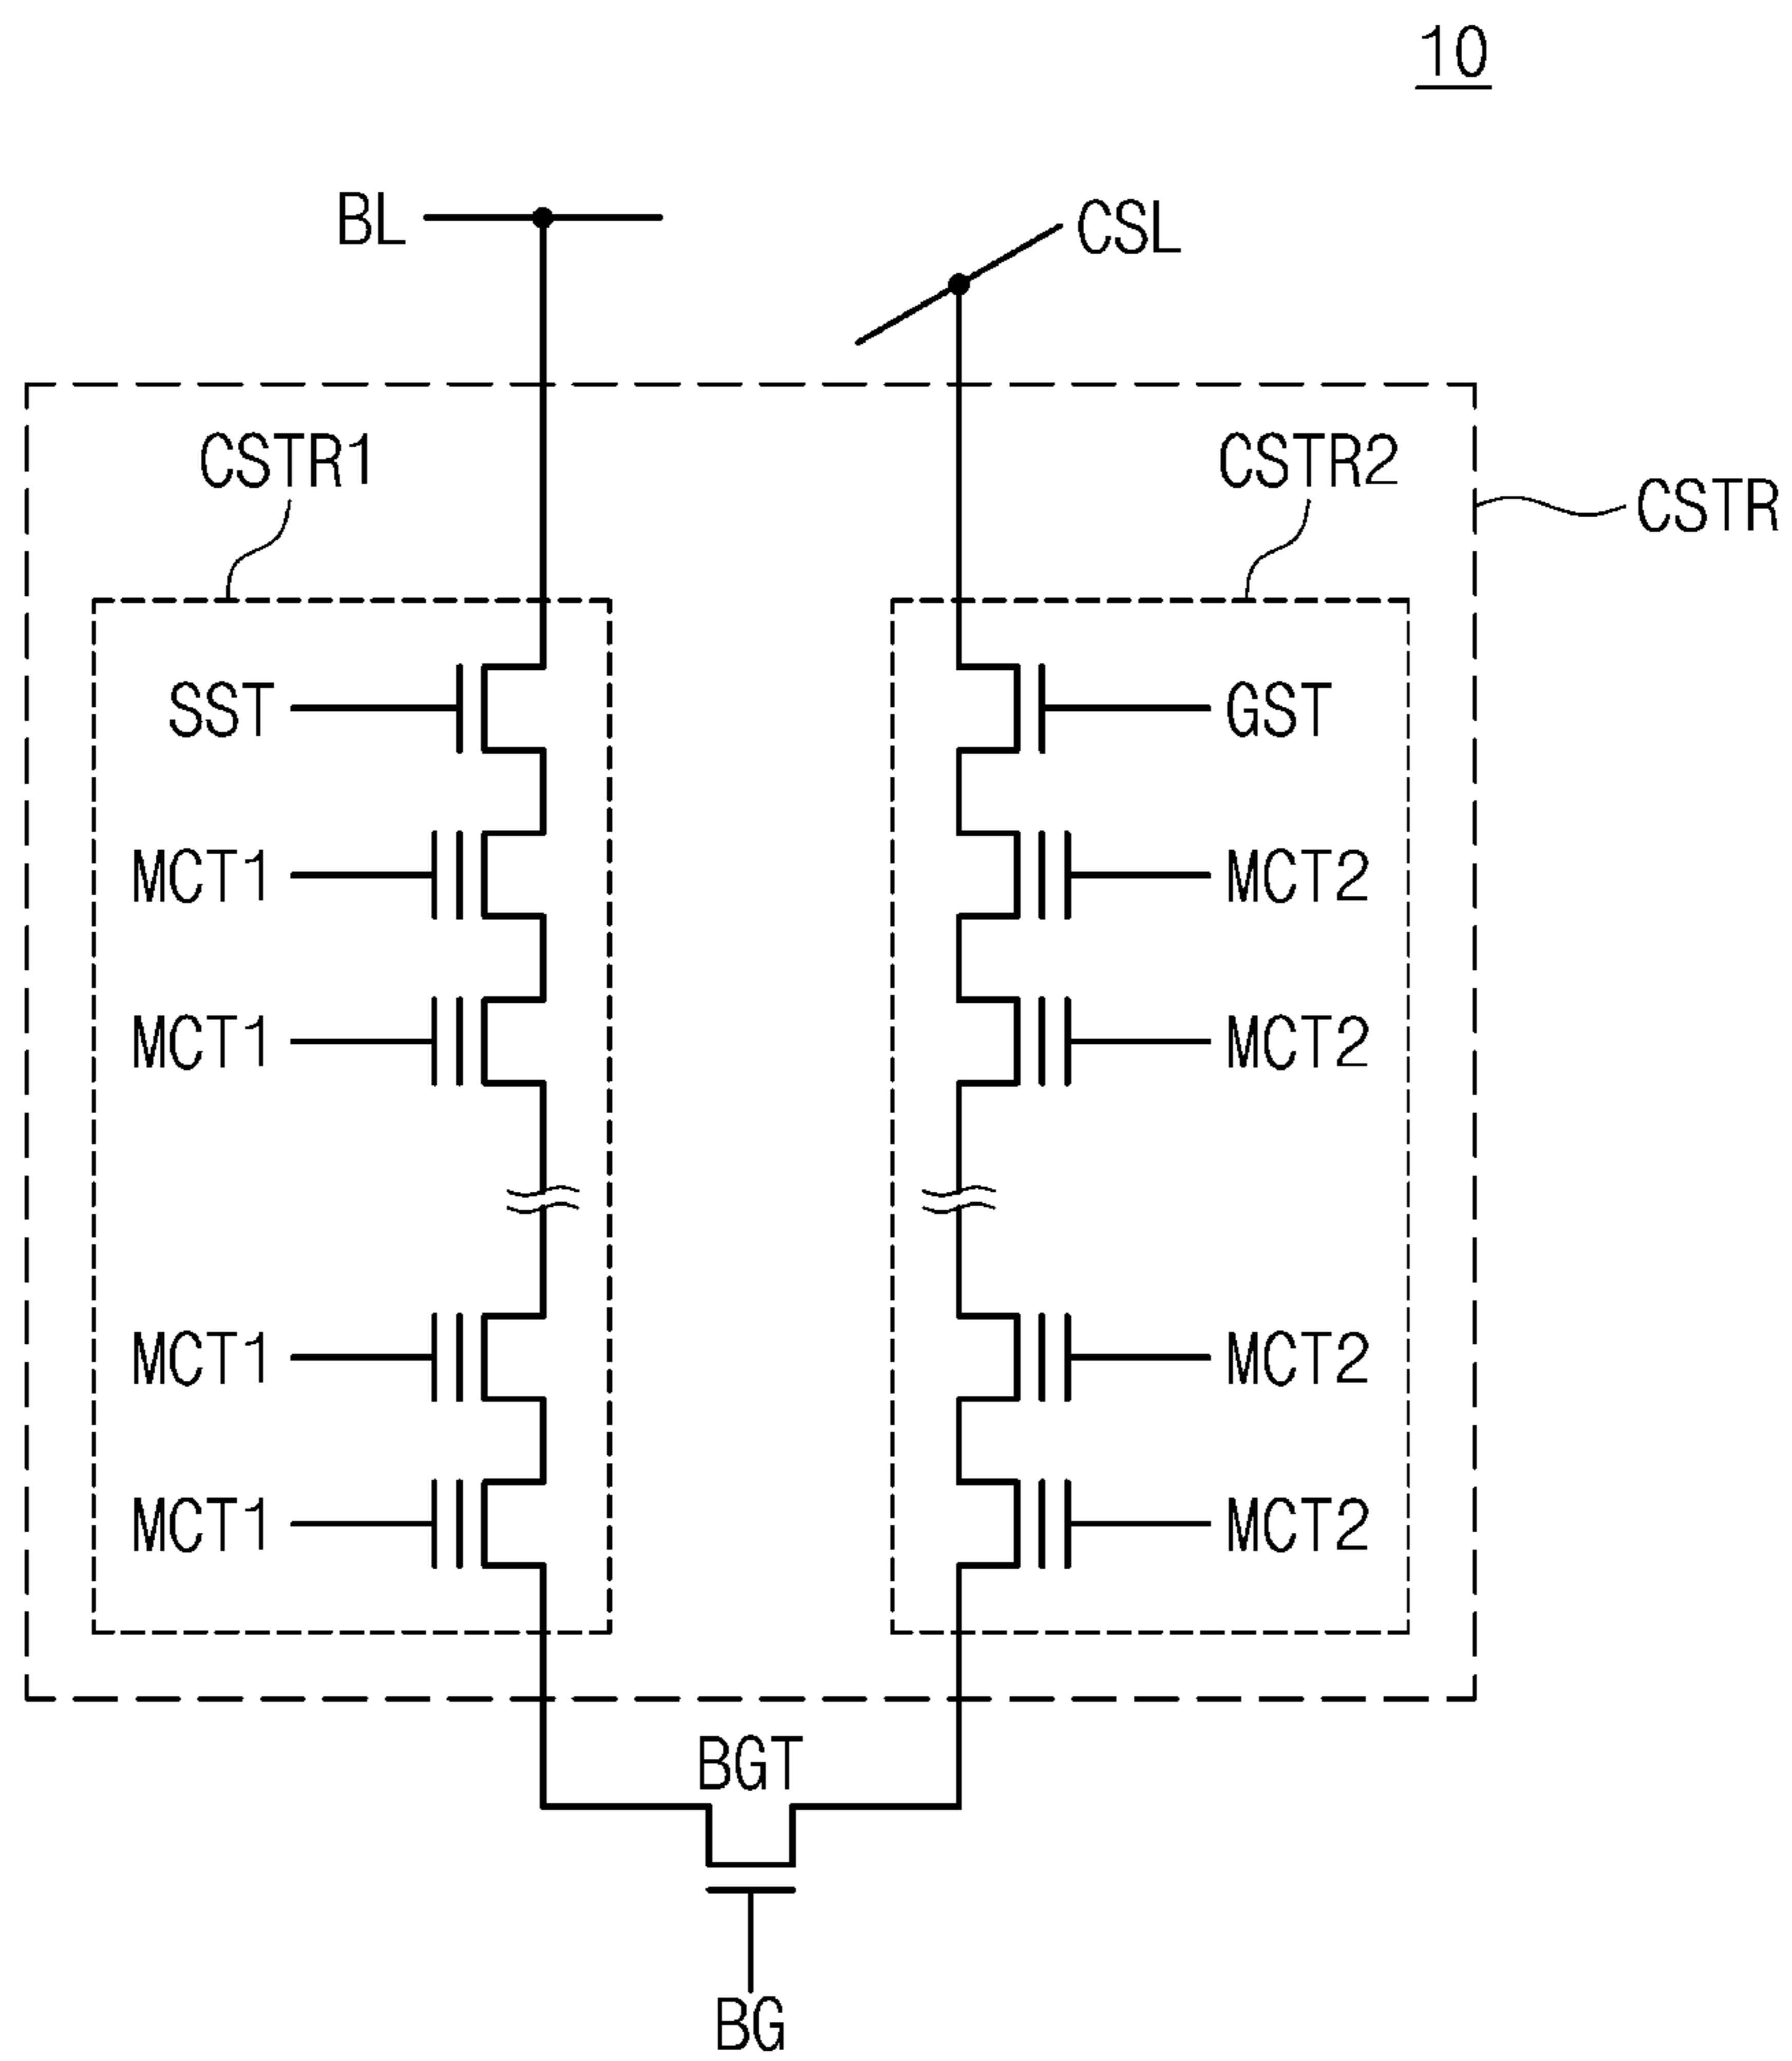 10
BL
CSL
CSTR1
CSTR2
CSTR
SST
GST
MCT1
MCT2
MCT1
MCT2
MCT1
MCT2
MCT1
MCT2
BGT
BG